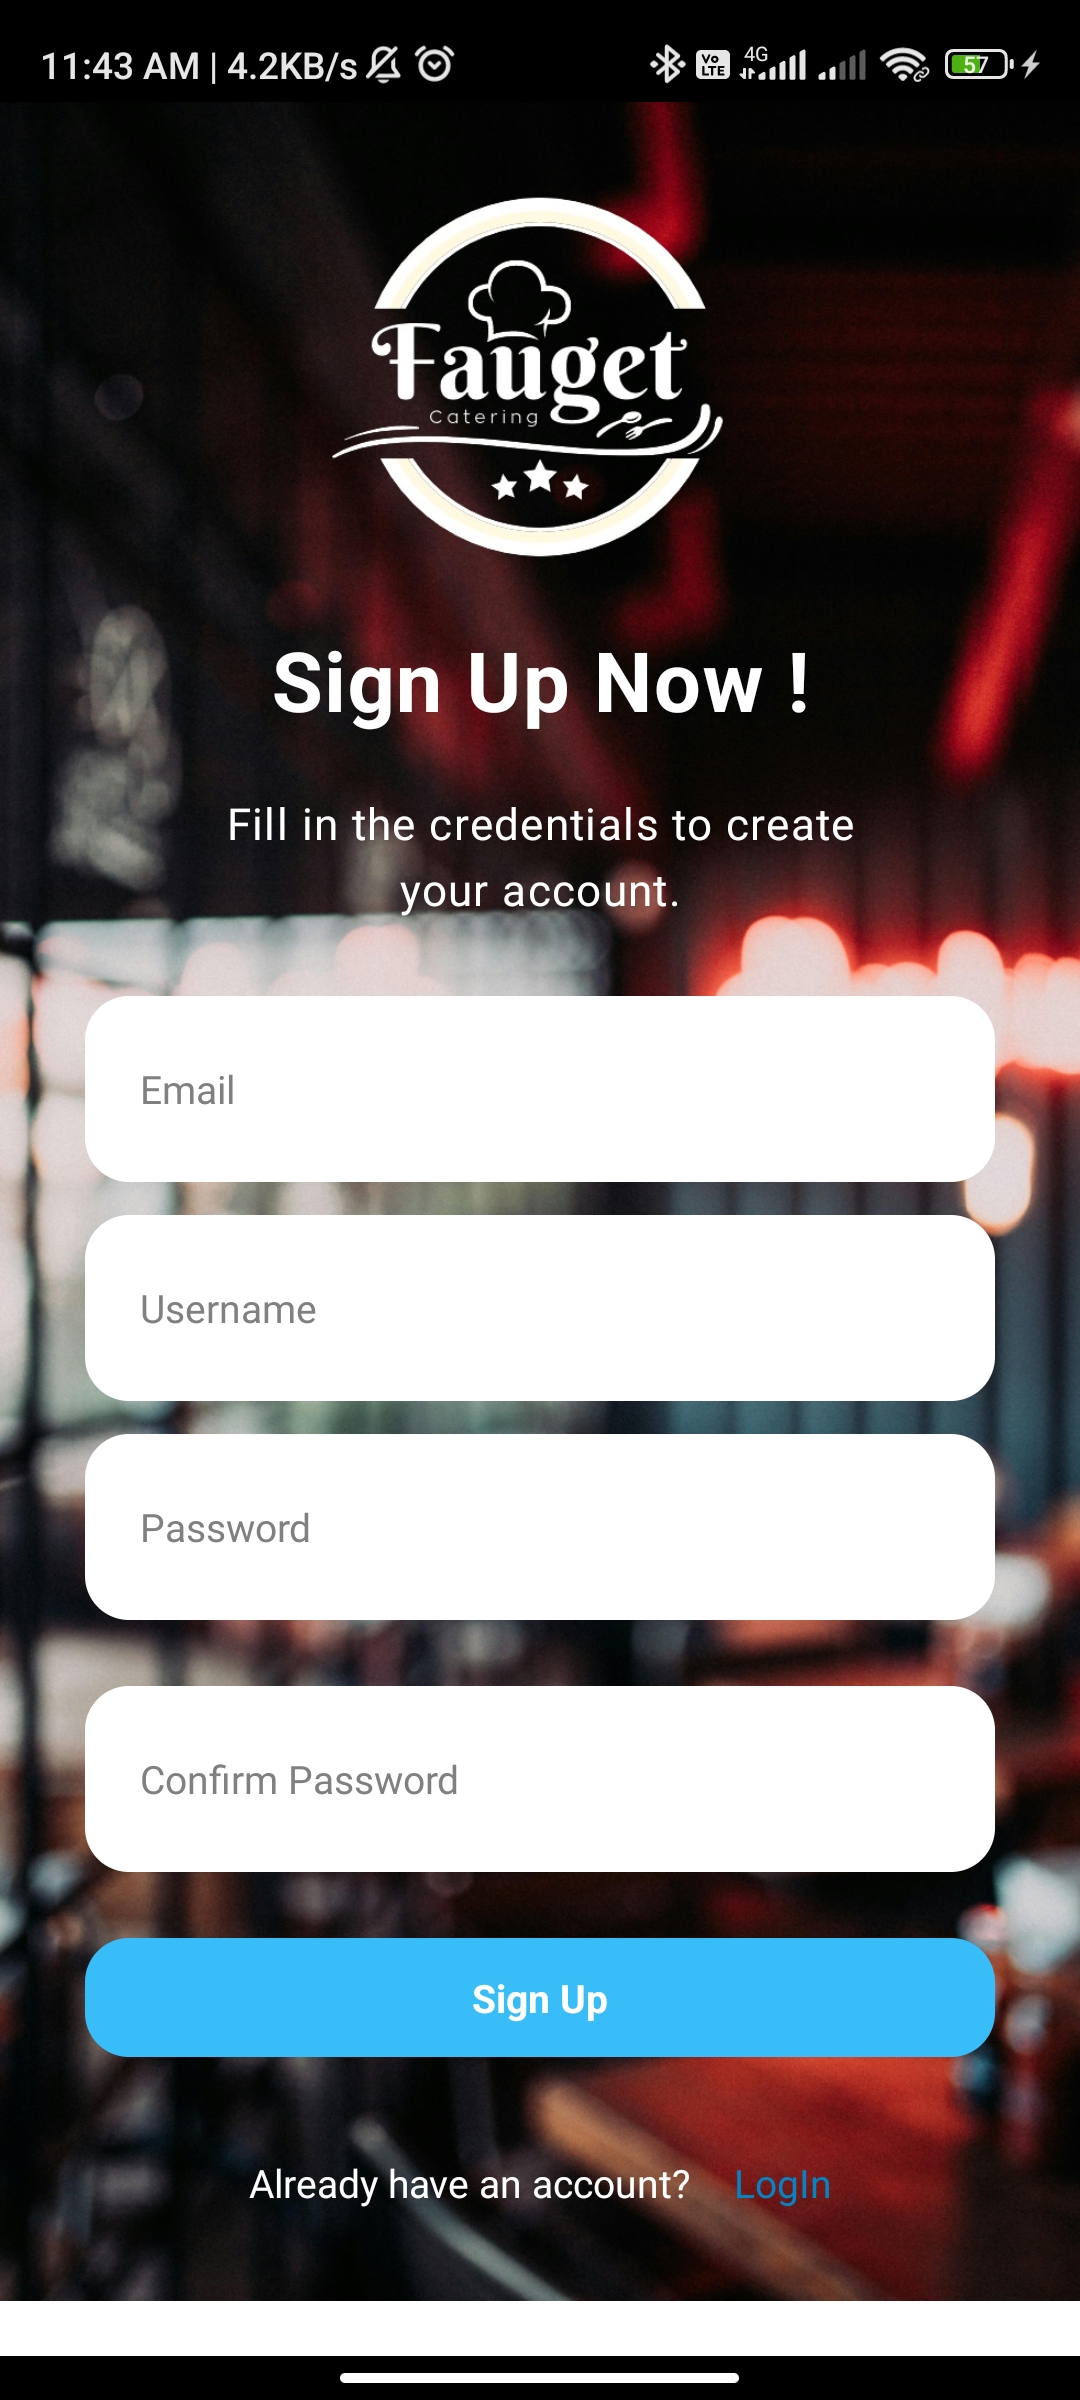 11:43 AM | 4.2KB/s
Vo LTE
4G
57
Fauget
Catering
Sign Up Now !
Fill in the credentials to create
your account.
Email
Username
Password
Confirm Password
Sign Up
Already have an account? LogIn